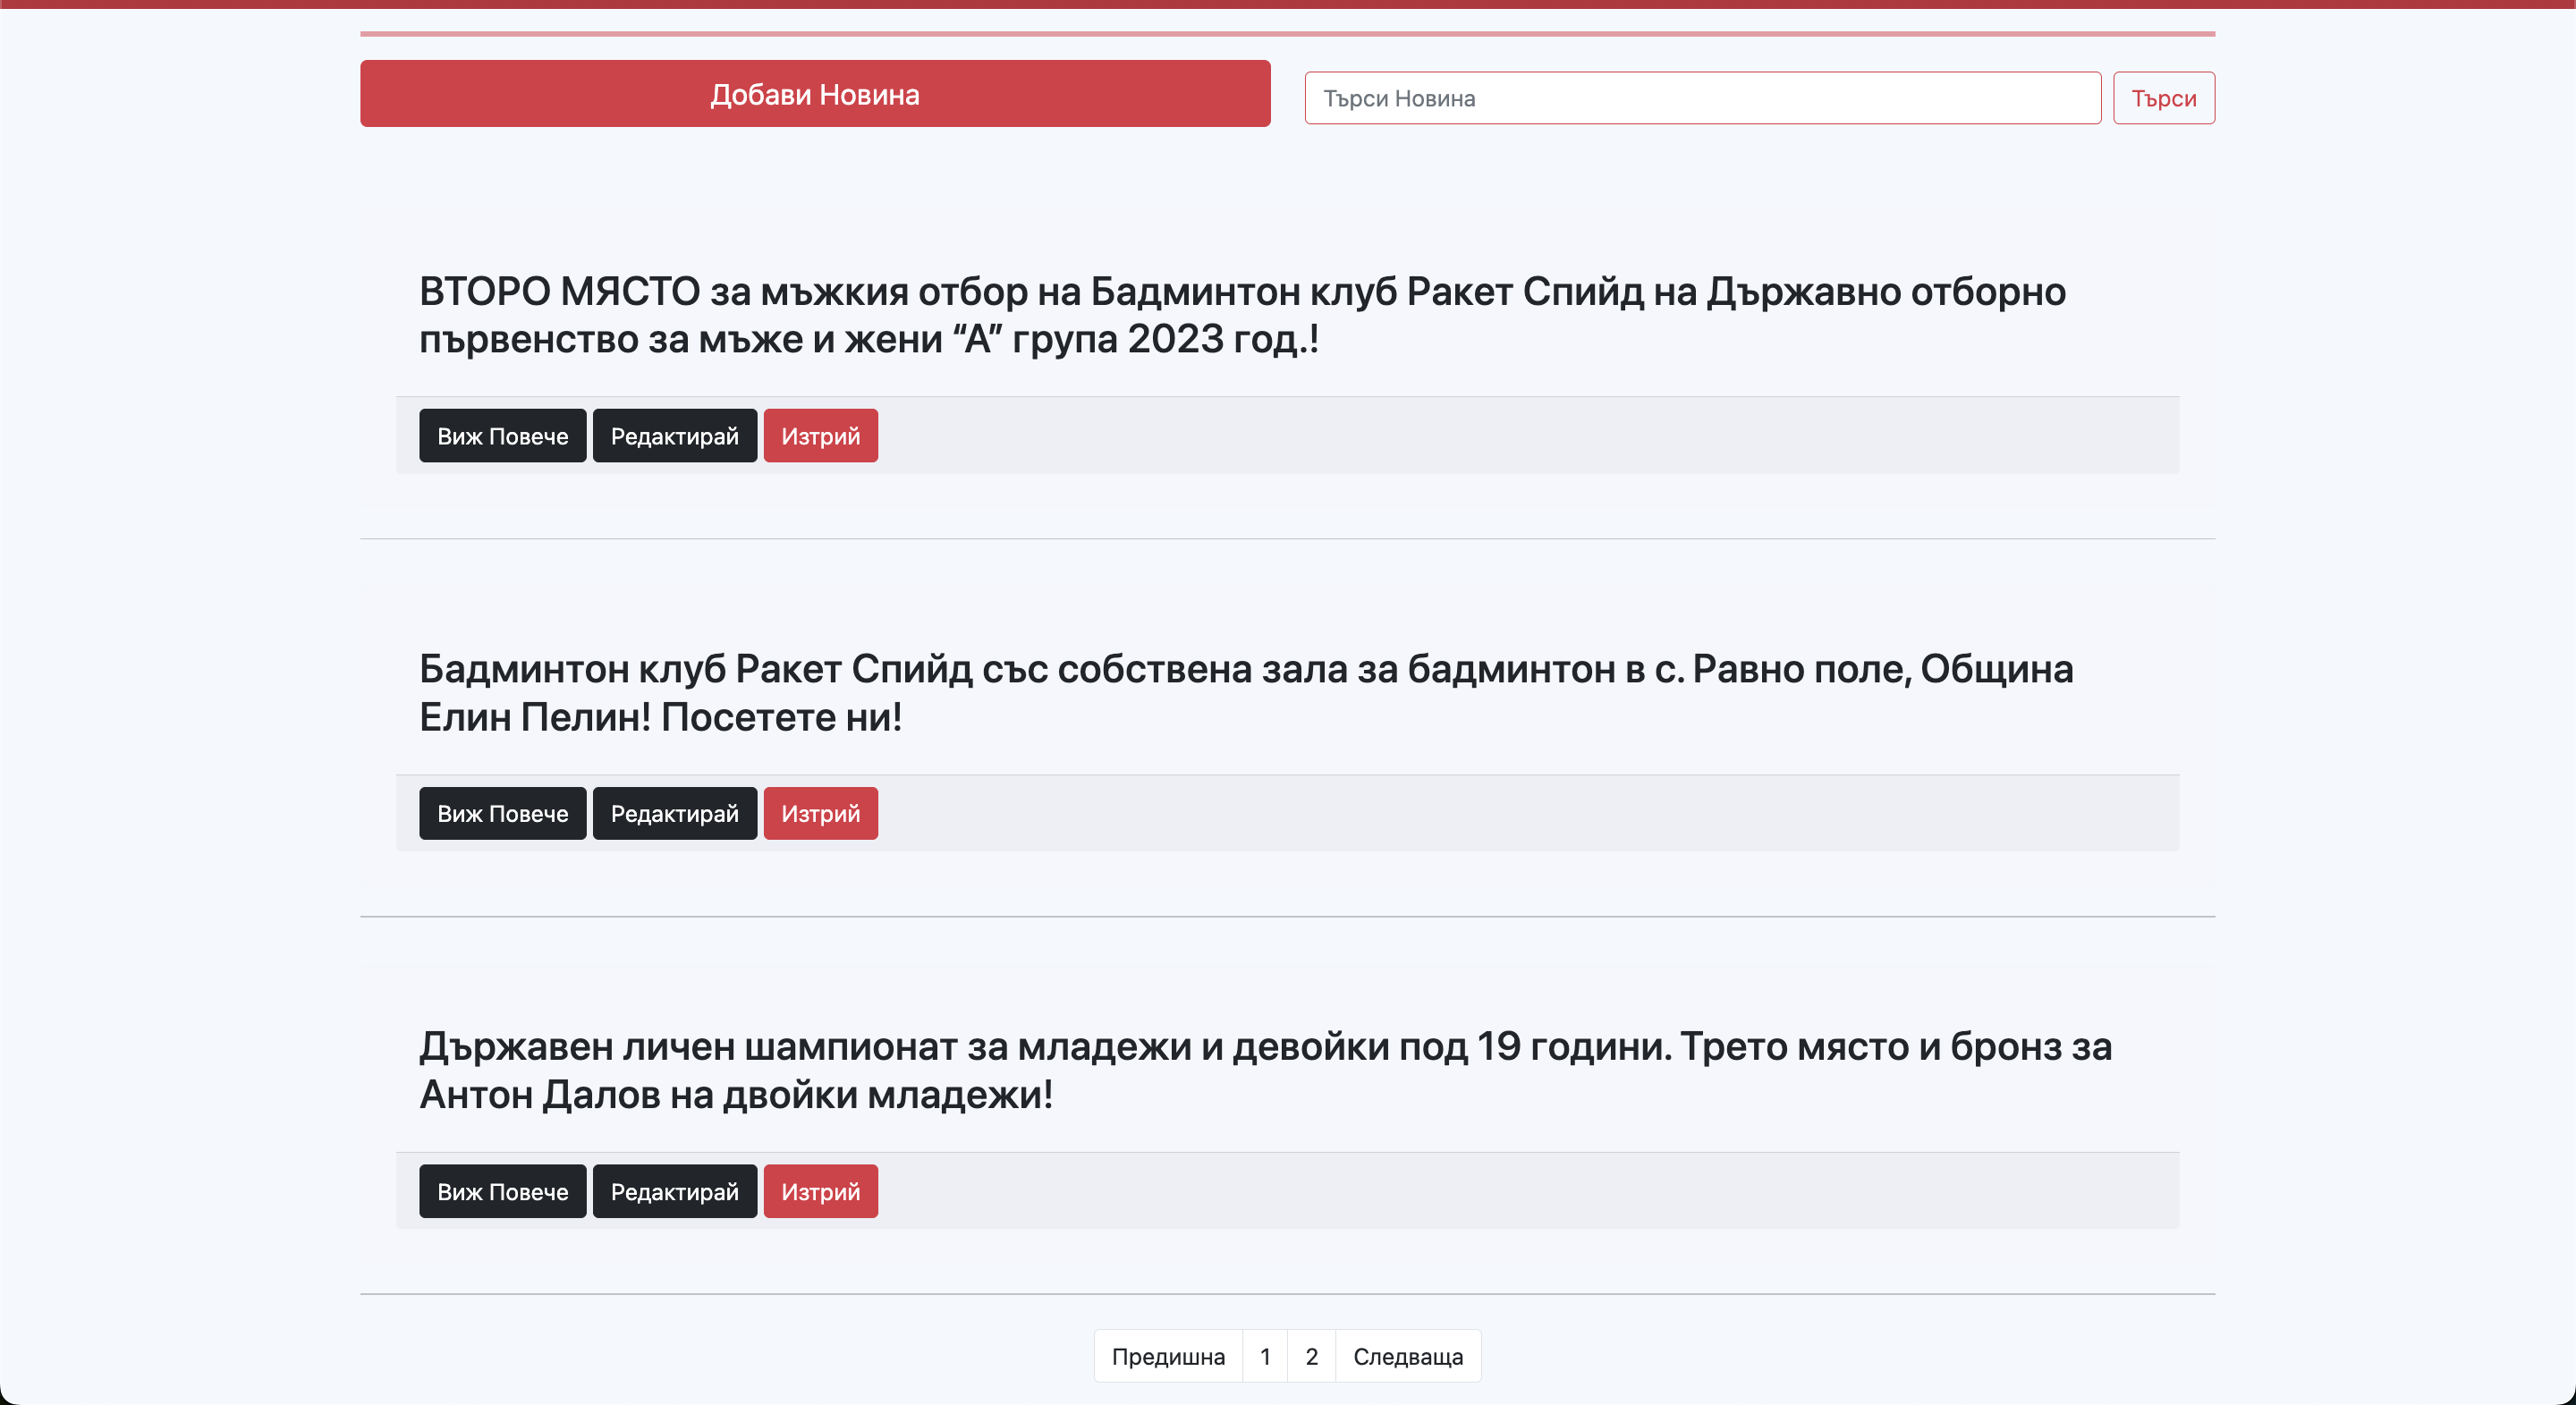 Добави Новина
Търси Новина
Търси
ВТОРО МЯСТО за мъжкия отбор на Бадминтон клуб Ракет Спийд на Държавно отборно
първенство за мъже и жени “А” група 2023 год.!
Виж Повече
Редактирай
Изтрий
Бадминтон клуб Ракет Спийд със собствена зала за бадминтон в с. Равно поле, Община
Елин Пелин! Посетете ни!
Виж Повече
Редактирай
Изтрий
Държавен личен шампионат за младежи и девойки под 19 години. Трето място и бронз за
Антон Далов на двойки младежи!
Виж Повече
Редактирай
Изтрий
Предишна
1
2
Следваща